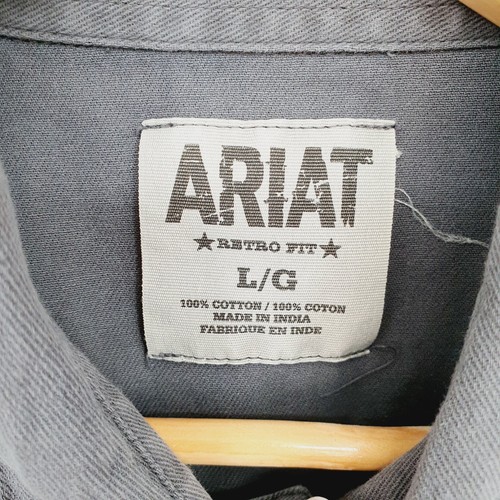 ARIAT
★ RETRO FIT ★
L/G
100% COTTON / 100% COTON
MADE IN INDIA
FABRIQUE EN INDE